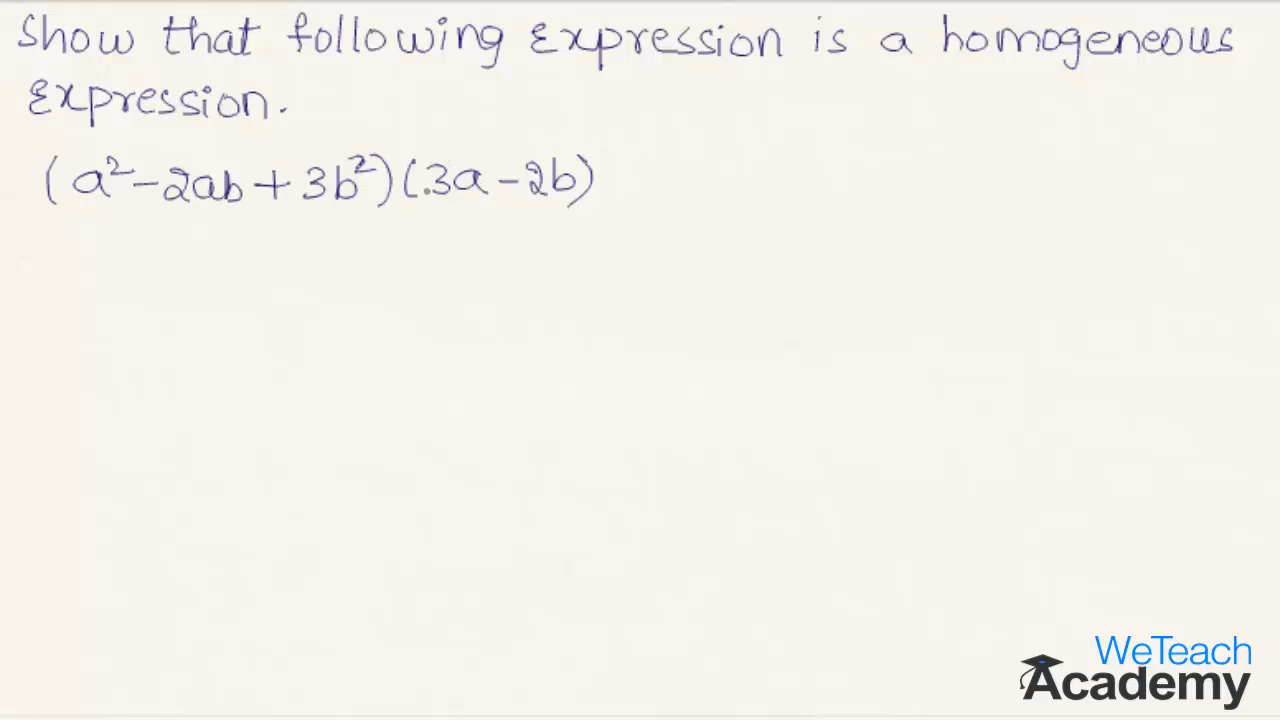 Show that following Expression is a homogeneous
Expression.
(a² - 2ab + 3b²)(3a - 2b)
WeTeach
Academy